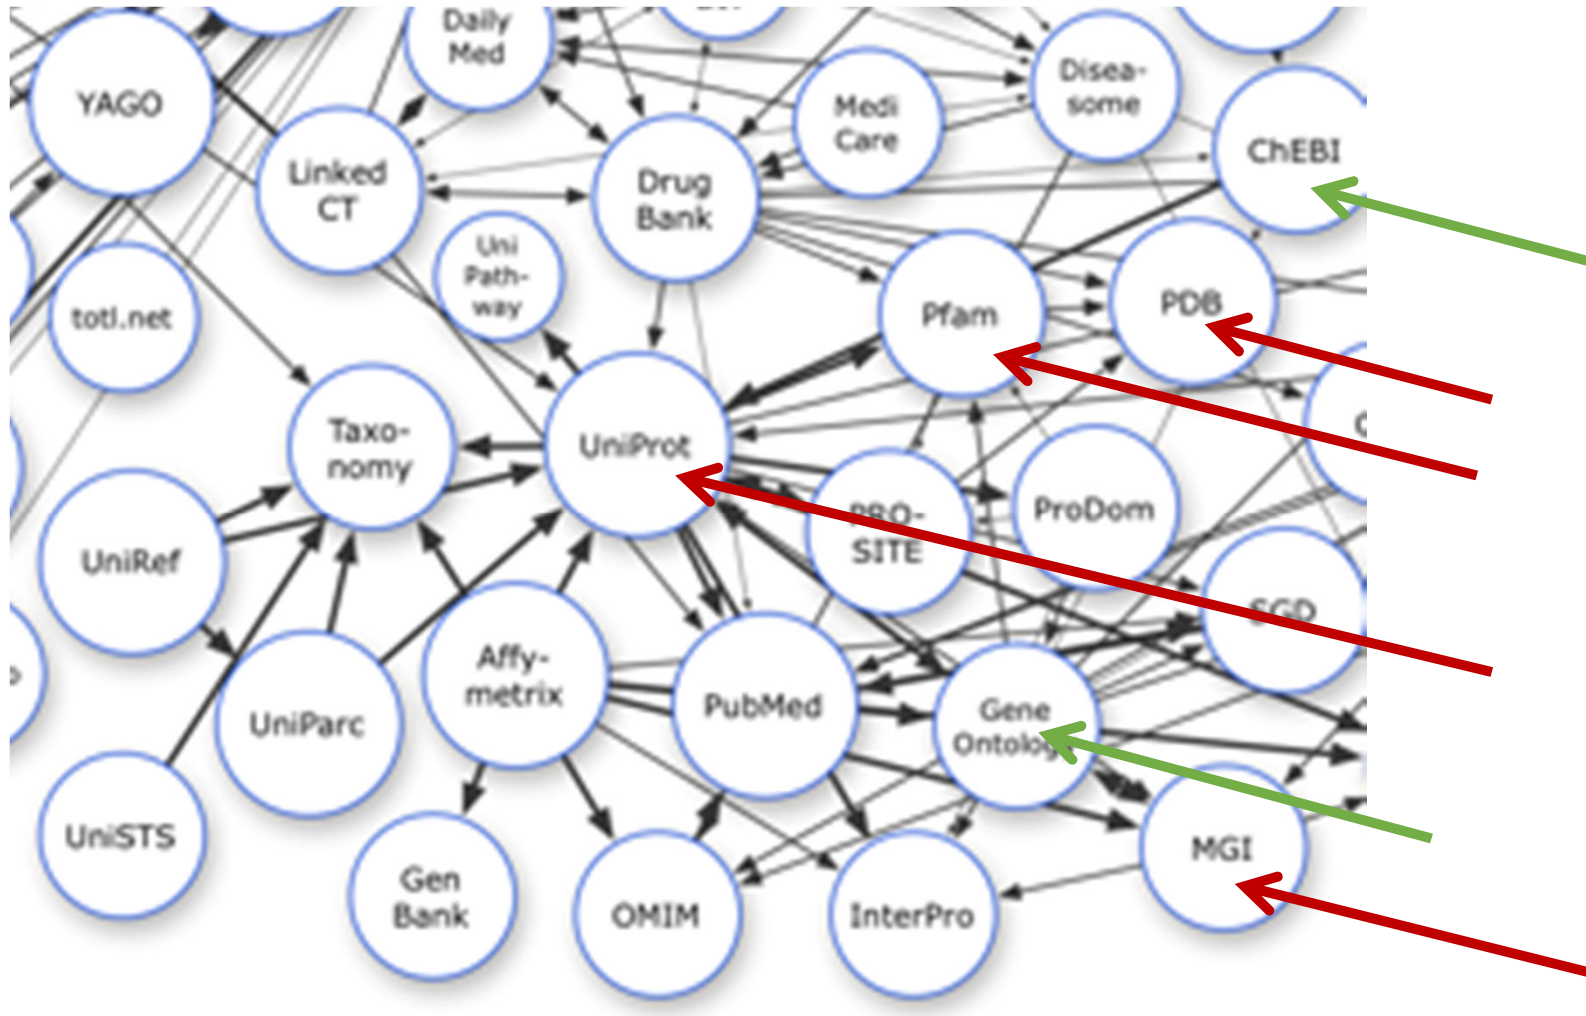 Daily
Med
YAGO
Disea-
some
Medi
Care
ChEBI
Linked
CT
Drug
Bank
Uni
Path-
way
totl.net
Pfam
PDB
Taxo-
nomy
UniProt
PRO-
SITE
ProDom
UniRef
SGD
Affy-
metrix
PubMed
Gene
Ontology
UniParc
UniSTS
MGI
Gen
Bank
OMIM
InterPro